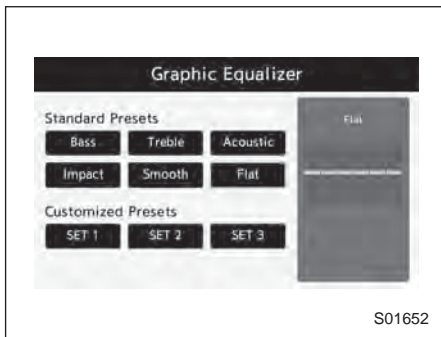 Graphic Equalizer
Standard Presets
Flat
Bass Treble Acoustic
Impact Smooth Flat
Customized Presets
SET 1 SET 2 SET 3
S01652